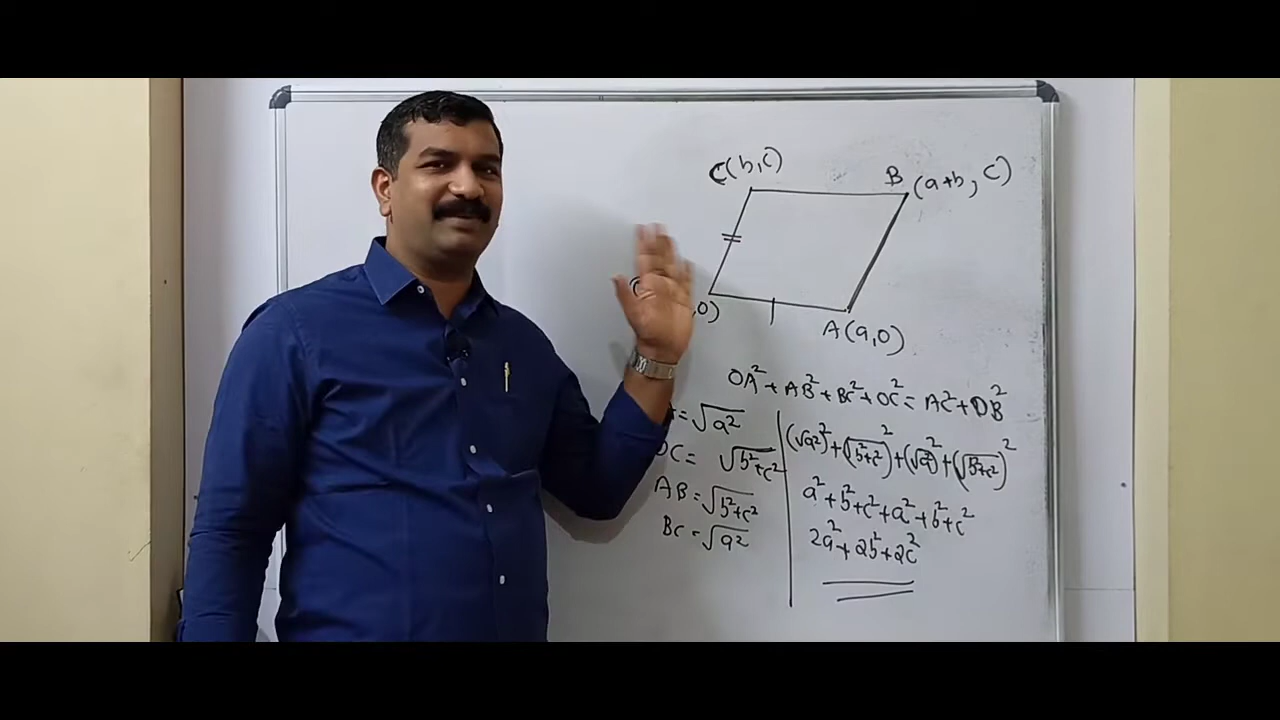 C(b,c)
B (a+b, c)
,0)
A(a,0)
OA²+AB²+BC²+OC²=AC²+OB²
=√a²
OC= √b²+c²
AB=√b²+c²
BC=√a²
(√a²)²+(√b²+c²)²+(√a²)²+(√b²+c²)²
a²+b²+c²+a²+b²+c²
2a²+2b²+2c²